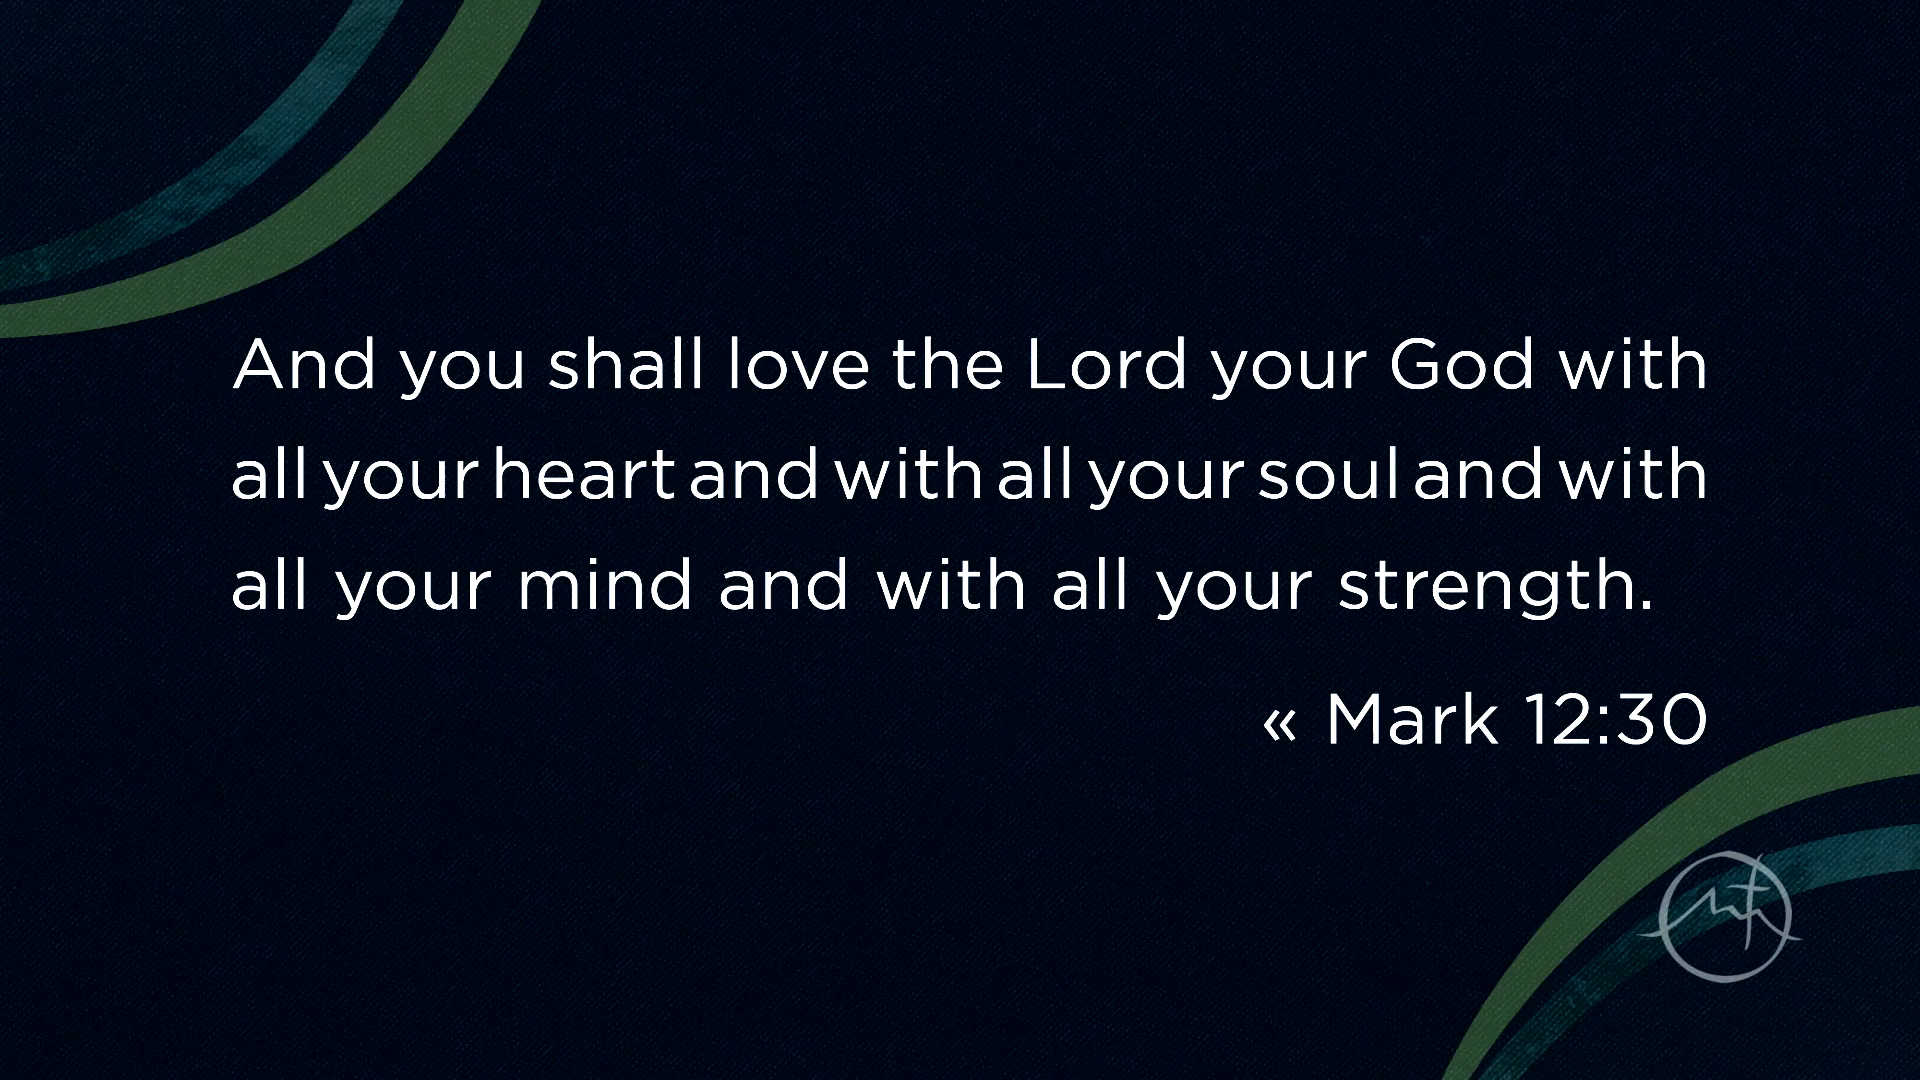 And you shall love the Lord your God with
all your heart and with all your soul and with
all your mind and with all your strength.
« Mark 12:30